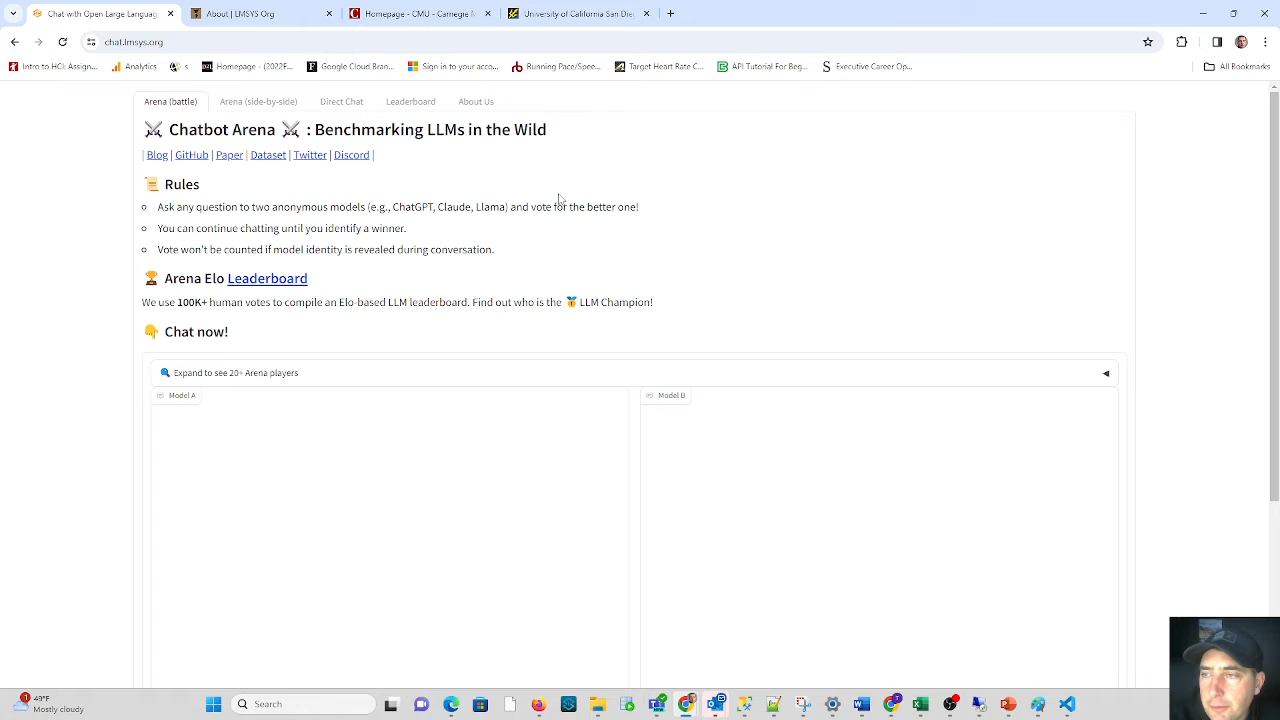 Chat with Open Large Languag
About | LMSYS Org
Homepage - CMU - Carnegie M
University of California San Die
chat.lmsys.org
Intro to HCI: Assign...
Analytics
s
Homepage - (2022F...
Google Cloud Brann...
Sign in to your acco...
Running Pace/Spee...
Target Heart Rate C...
API Tutorial For Beg...
Executive Career Op...
All Bookmarks
Arena (battle)
Arena (side-by-side)
Direct Chat
Leaderboard
About Us
⚔️ Chatbot Arena ⚔️ : Benchmarking LLMs in the Wild
| Blog | GitHub | Paper | Dataset | Twitter | Discord |
📜 Rules
Ask any question to two anonymous models (e.g., ChatGPT, Claude, Llama) and vote for the better one!
You can continue chatting until you identify a winner.
Vote won't be counted if model identity is revealed during conversation.
🏆 Arena Elo Leaderboard
We use 100K+ human votes to compile an Elo-based LLM leaderboard. Find out who is the 🥇 LLM Champion!
👇 Chat now!
🔍 Expand to see 20+ Arena players
Model A
Model B
1
49°F
Mostly cloudy
Search